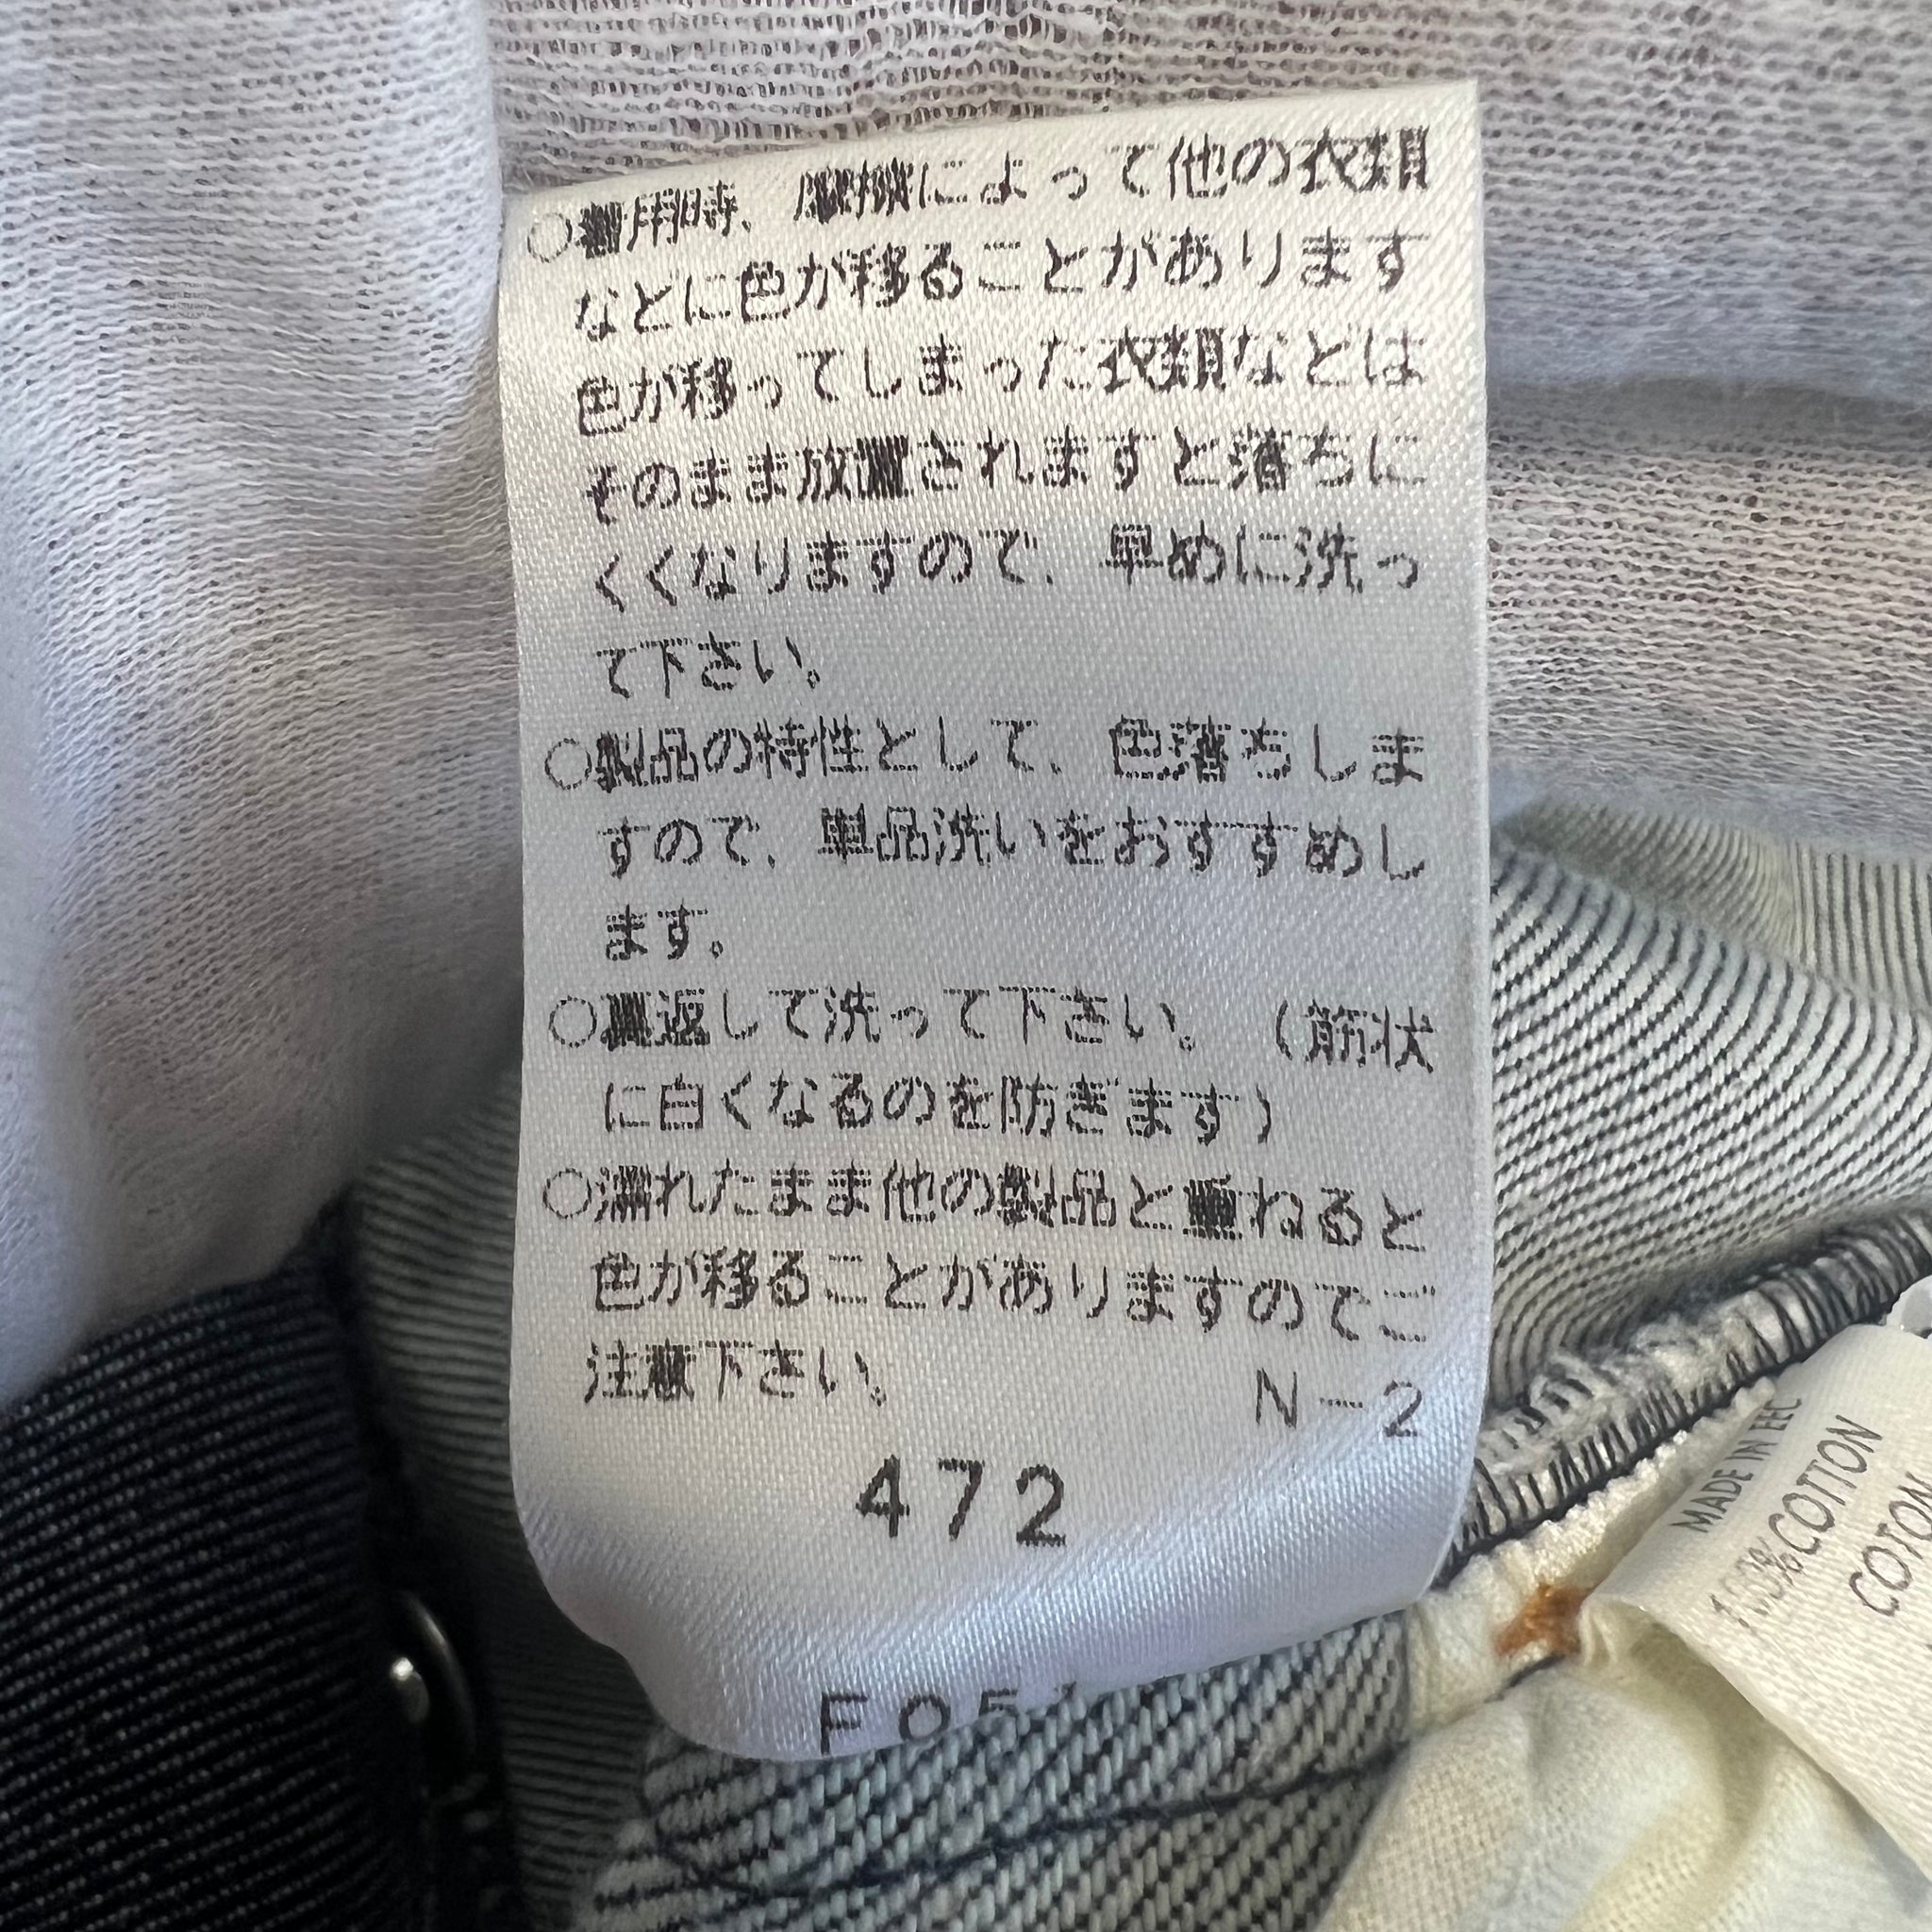 ○着用時、摩擦によって他の衣類
などに色が移ることがあります
色が移ってしまった衣類などは
そのまま放置されますと落ちに
くくなりますので、早めに洗っ
て下さい。
○製品の特性として、色落ちしま
すので、単品洗いをおすすめし
ます。
○裏返して洗って下さい。（筋状
に白くなるのを防ぎます）
○濡れたまま他の製品と重ねると
色が移ることがありますのでご
注意下さい。
N-2
472
MADE IN EEC
100%COTTON
COTON